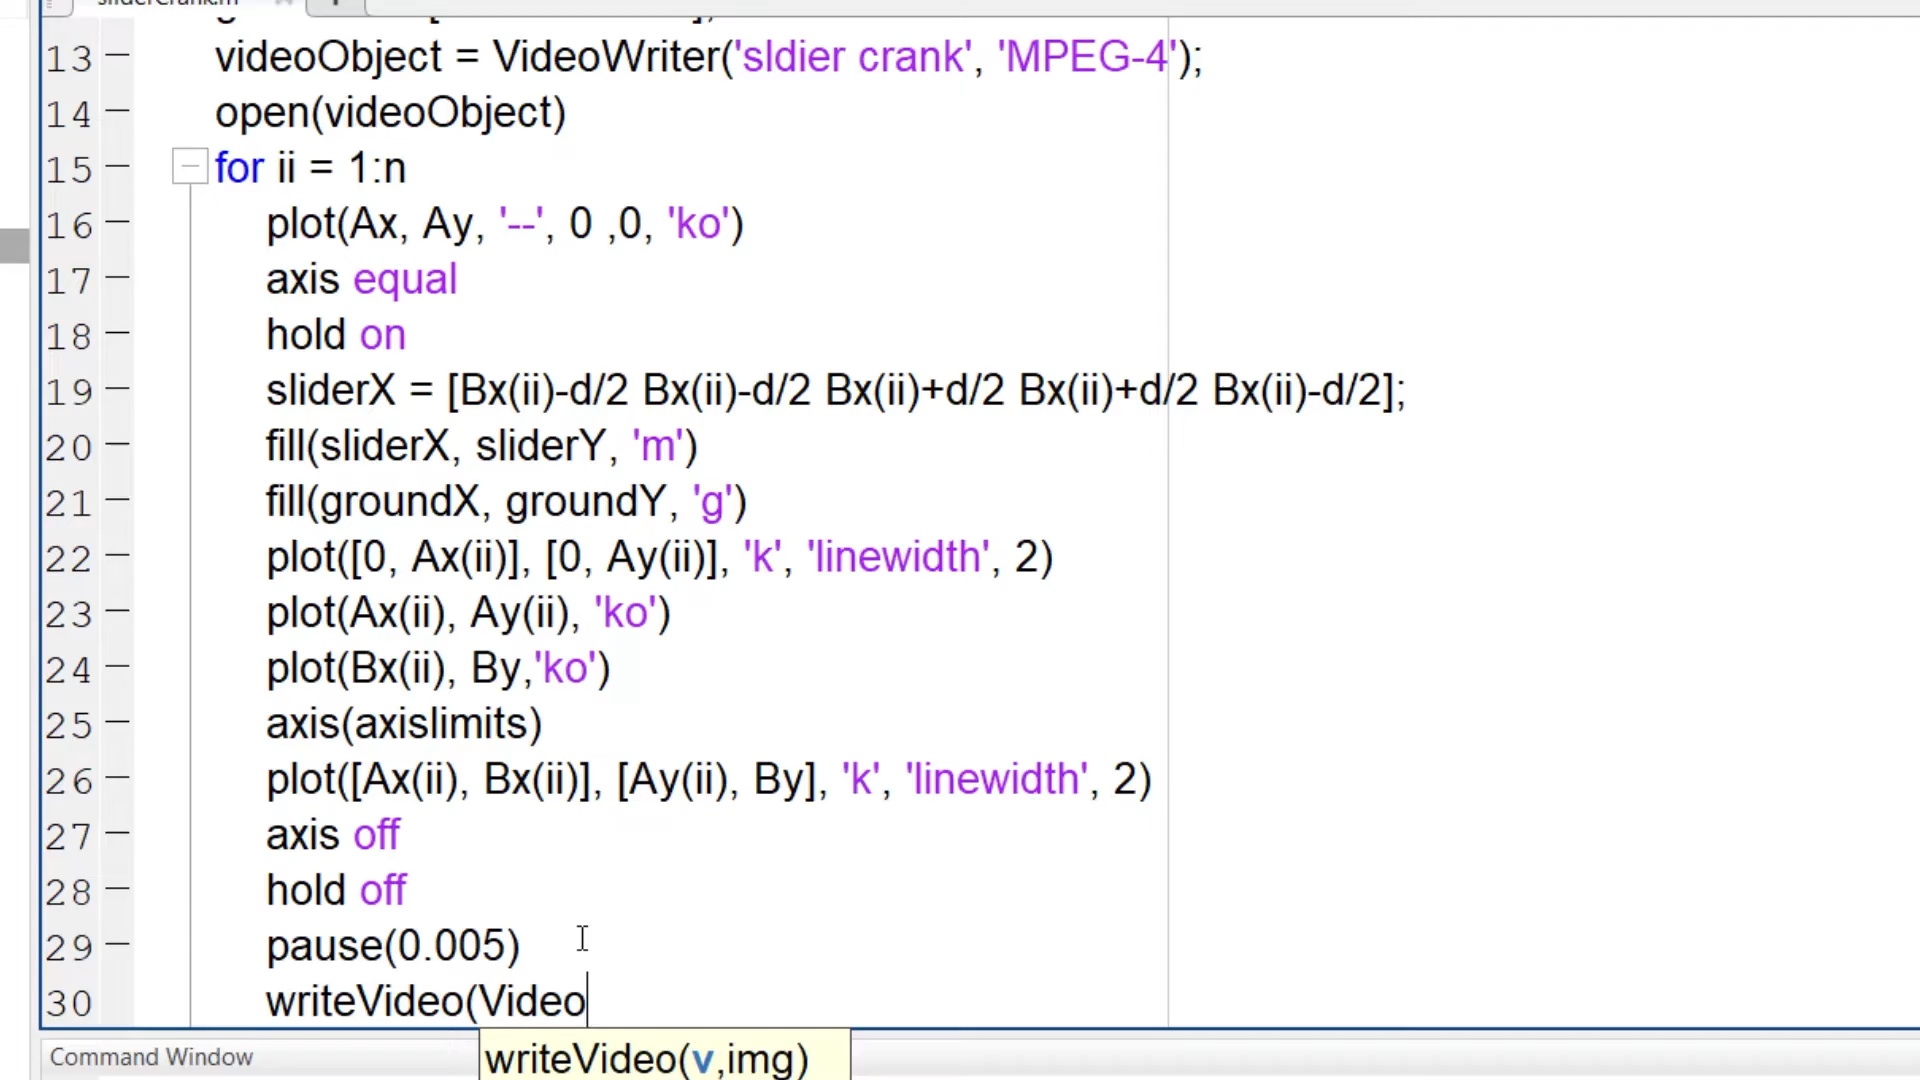 sliderCrank.m
13 videoObject = VideoWriter('sldier crank', 'MPEG-4');
14 open(videoObject)
15 for ii = 1:n
16 plot(Ax, Ay, '--', 0 ,0, 'ko')
17 axis equal
18 hold on
19 sliderX = [Bx(ii)-d/2 Bx(ii)-d/2 Bx(ii)+d/2 Bx(ii)+d/2 Bx(ii)-d/2];
20 fill(sliderX, sliderY, 'm')
21 fill(groundX, groundY, 'g')
22 plot([0, Ax(ii)], [0, Ay(ii)], 'k', 'linewidth', 2)
23 plot(Ax(ii), Ay(ii), 'ko')
24 plot(Bx(ii), By,'ko')
25 axis(axislimits)
26 plot([Ax(ii), Bx(ii)], [Ay(ii), By], 'k', 'linewidth', 2)
27 axis off
28 hold off
29 pause(0.005)
30 writeVideo(Video
Command Window
writeVideo(v,img)